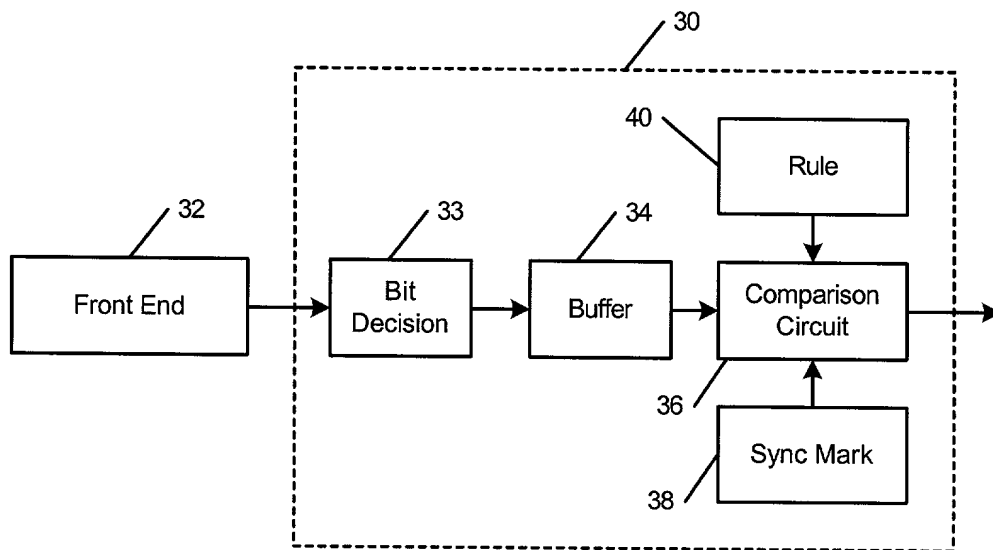 30
40
Rule
32
33
34
Front End
Bit
Decision
Buffer
Comparison
Circuit
36
Sync Mark
38